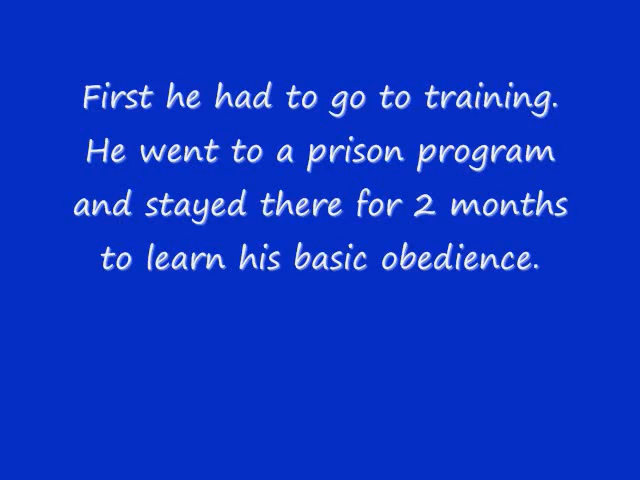 First he had to go to training.
He went to a prison program
and stayed there for 2 months
to learn his basic obedience.